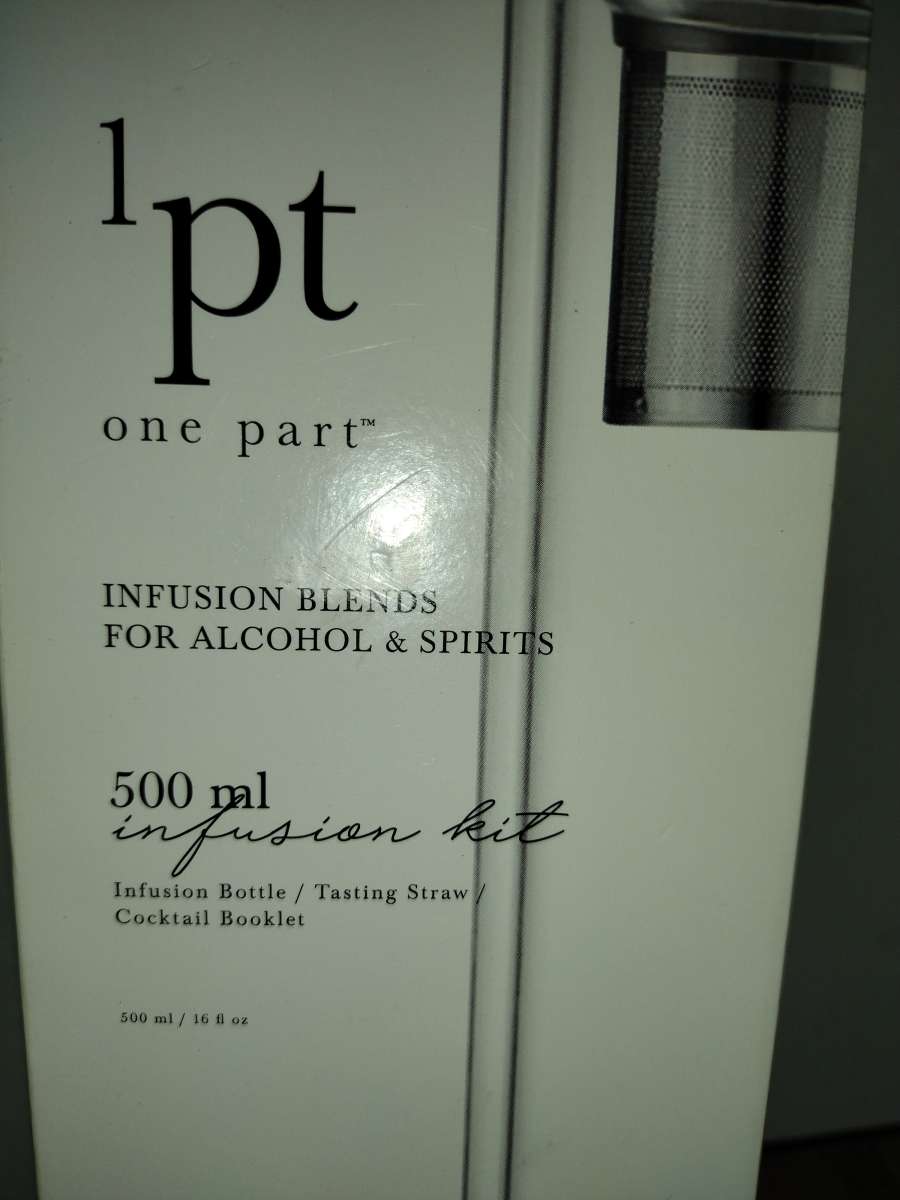 1pt
one part™
INFUSION BLENDS
FOR ALCOHOL & SPIRITS
500 ml
infusion kit
Infusion Bottle / Tasting Straw /
Cocktail Booklet
500 ml / 16 fl oz